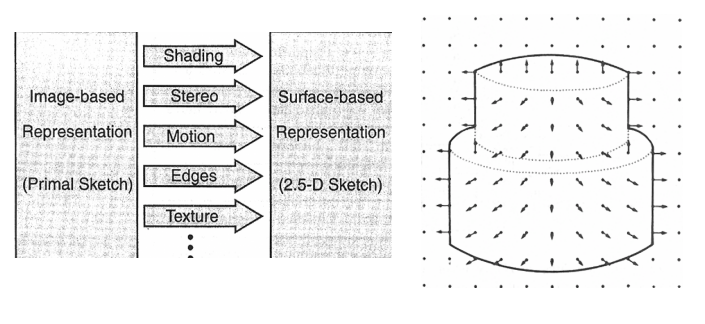 Image-based
Representation
(Primal Sketch)
Shading
Stereo
Motion
Edges
Texture
Surface-based
Representation
(2.5-D Sketch)